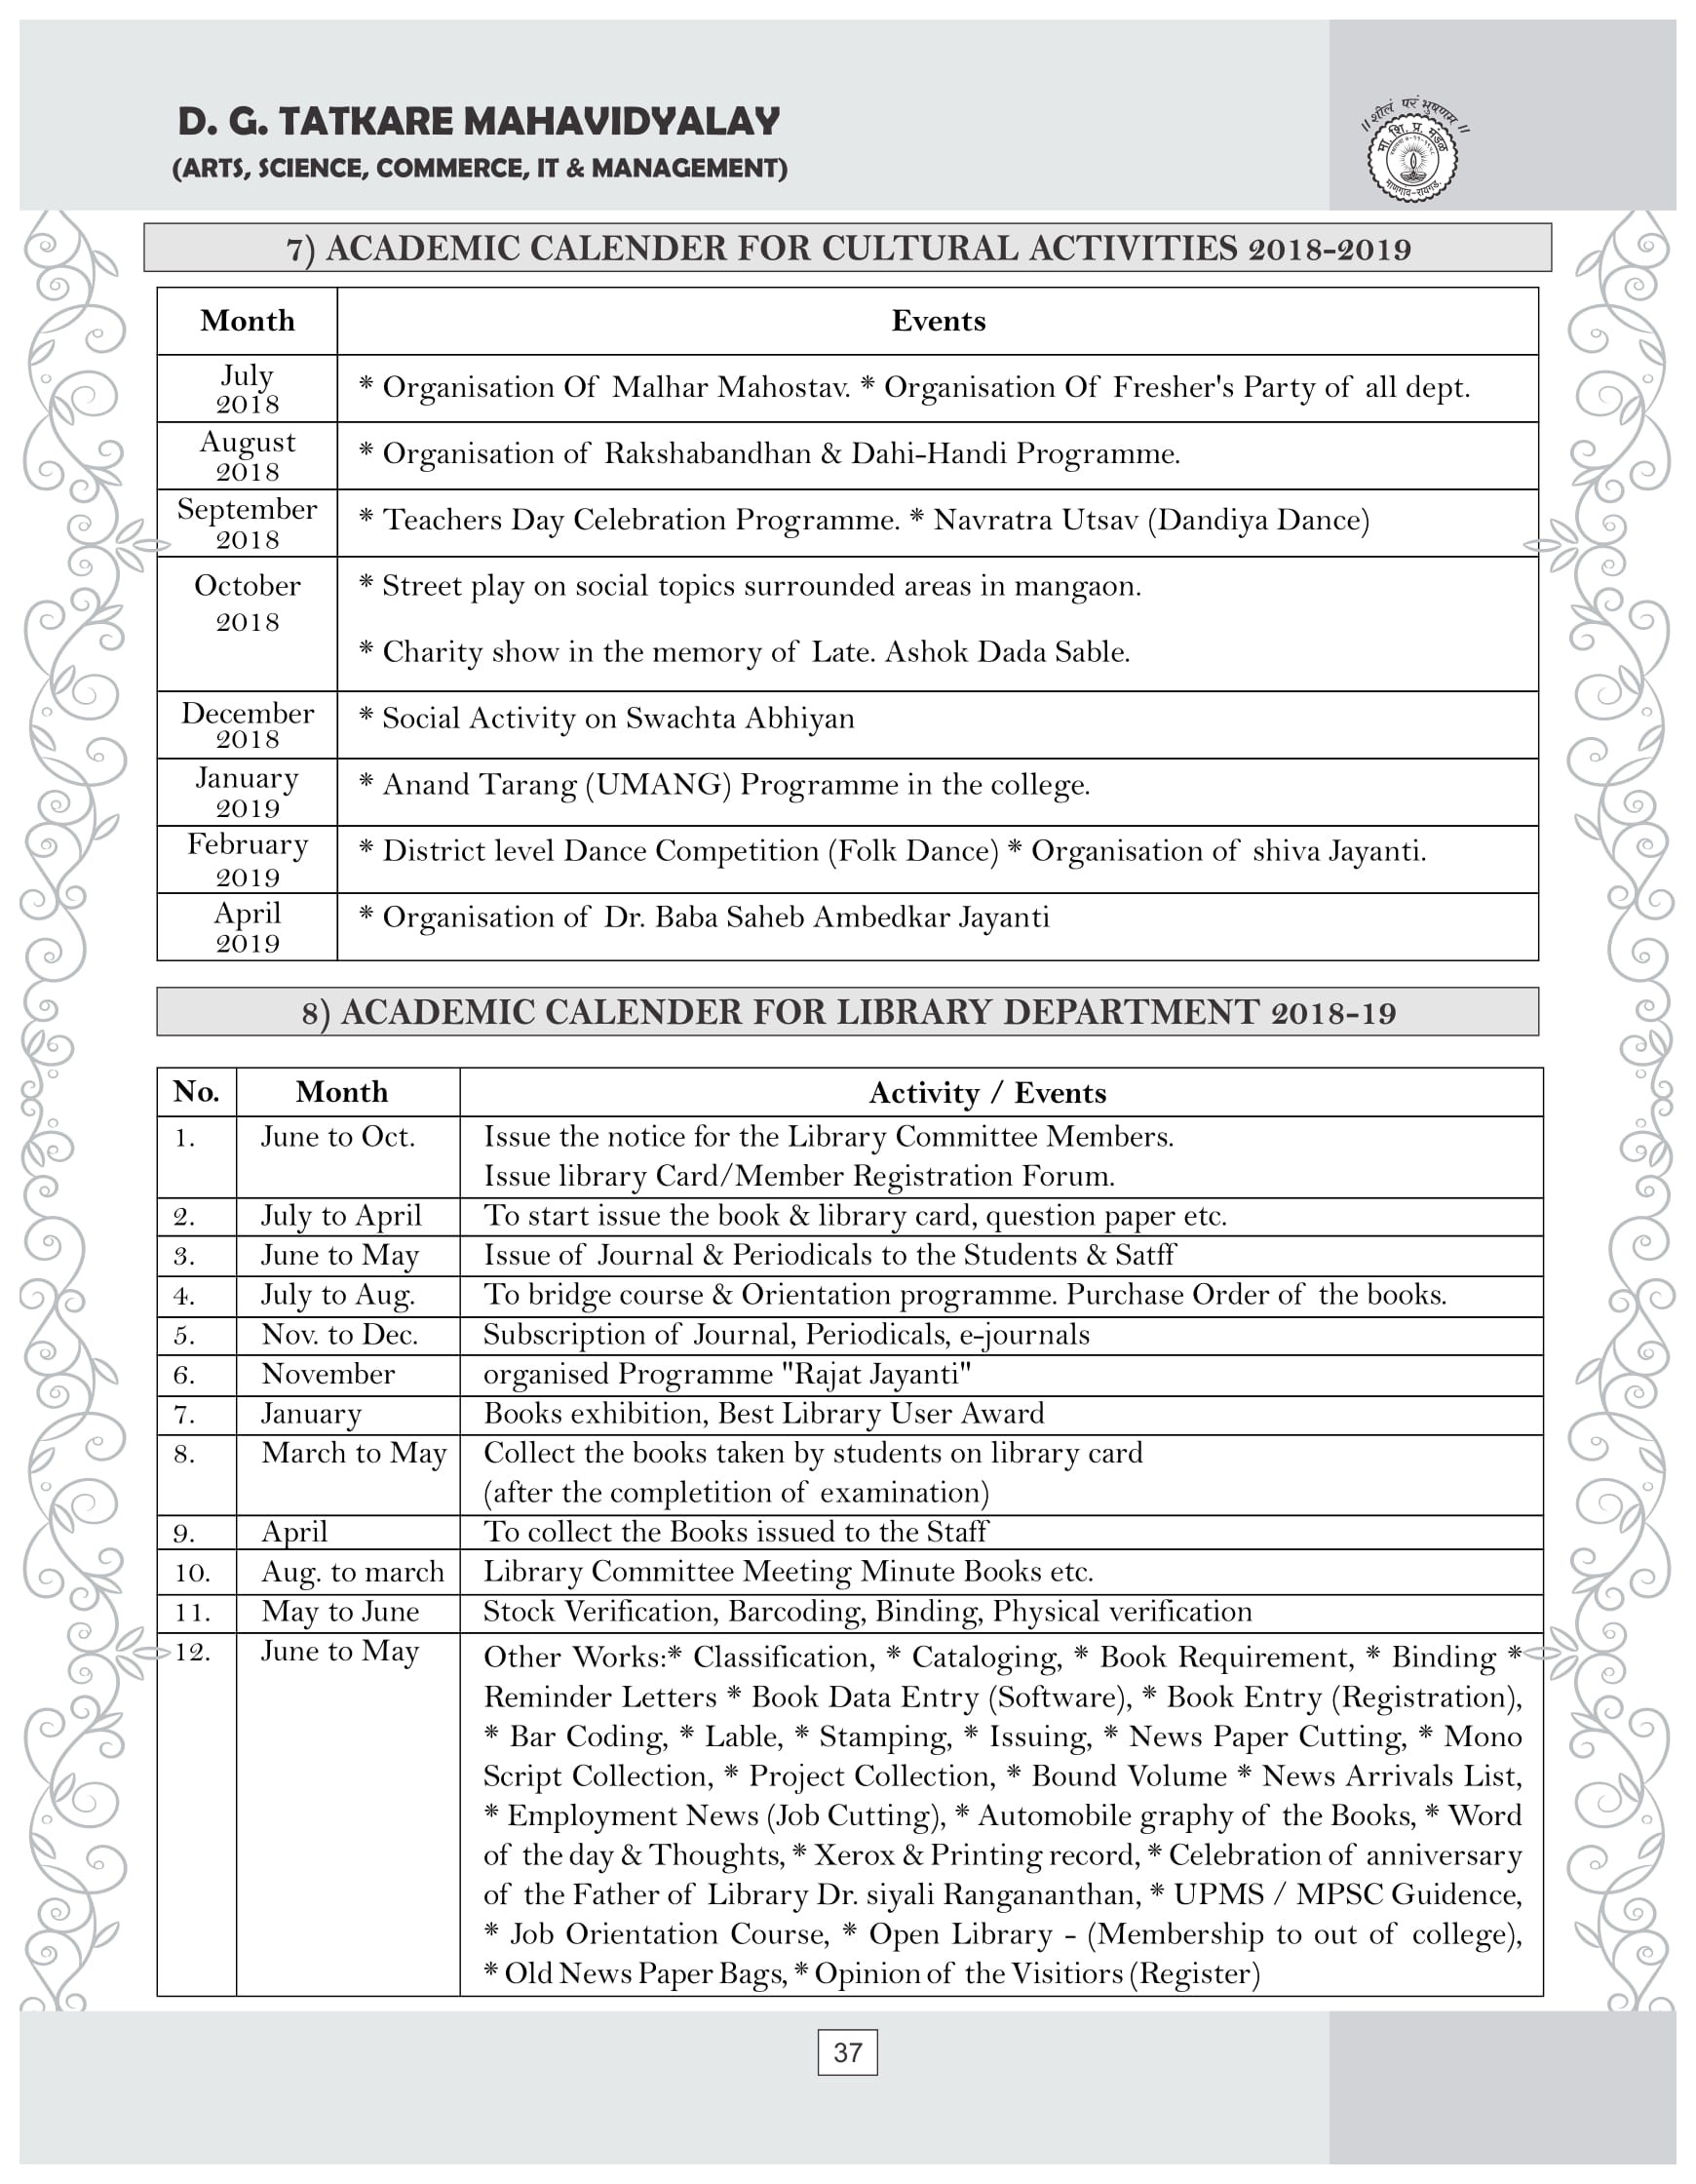 D. G. TATKARE MAHAVIDYALAY
(ARTS, SCIENCE, COMMERCE, IT & MANAGEMENT)
॥ शीलं परं भुषणम ॥
मा. शि. प्र. मंडळ
माणगाव-रायगड.
7) ACADEMIC CALENDER FOR CULTURAL ACTIVITIES 2018-2019
Month Events
July
2018
* Organisation Of Malhar Mahostav. * Organisation Of Fresher's Party of all dept.
August
2018
* Organisation of Rakshabandhan & Dahi-Handi Programme.
September
2018
* Teachers Day Celebration Programme. * Navratra Utsav (Dandiya Dance)
October
2018
* Street play on social topics surrounded areas in mangaon.
* Charity show in the memory of Late. Ashok Dada Sable.
December
2018
* Social Activity on Swachta Abhiyan
January
2019
* Anand Tarang (UMANG) Programme in the college.
February
2019
* District level Dance Competition (Folk Dance) * Organisation of shiva Jayanti.
April
2019
* Organisation of Dr. Baba Saheb Ambedkar Jayanti
8) ACADEMIC CALENDER FOR LIBRARY DEPARTMENT 2018-19
No. Month Activity / Events
1. June to Oct. Issue the notice for the Library Committee Members.
Issue library Card/Member Registration Forum.
2. July to April To start issue the book & library card, question paper etc.
3. June to May Issue of Journal & Periodicals to the Students & Satff
4. July to Aug. To bridge course & Orientation programme. Purchase Order of the books.
5. Nov. to Dec. Subscription of Journal, Periodicals, e-journals
6. November organised Programme "Rajat Jayanti"
7. January Books exhibition, Best Library User Award
8. March to May Collect the books taken by students on library card
(after the completition of examination)
9. April To collect the Books issued to the Staff
10. Aug. to march Library Committee Meeting Minute Books etc.
11. May to June Stock Verification, Barcoding, Binding, Physical verification
12. June to May Other Works:* Classification, * Cataloging, * Book Requirement, * Binding *
Reminder Letters * Book Data Entry (Software), * Book Entry (Registration),
* Bar Coding, * Lable, * Stamping, * Issuing, * News Paper Cutting, * Mono
Script Collection, * Project Collection, * Bound Volume * News Arrivals List,
* Employment News (Job Cutting), * Automobile graphy of the Books, * Word
of the day & Thoughts, * Xerox & Printing record, * Celebration of anniversary
of the Father of Library Dr. siyali Rangananthan, * UPMS / MPSC Guidence,
* Job Orientation Course, * Open Library - (Membership to out of college),
* Old News Paper Bags, * Opinion of the Visitiors (Register)
37